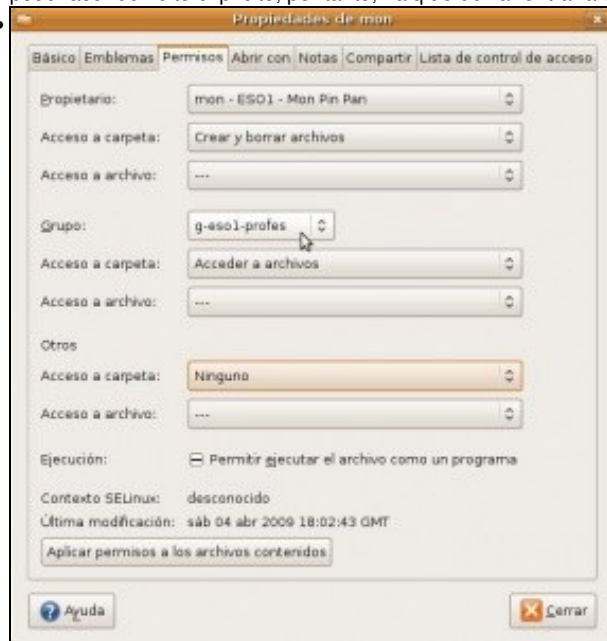 Propiedades de mon
Básico Emblemas Permisos Abrir con Notas Compartir Lista de control de acceso
Propietario: mon - ESO1 - Mon Pin Pan
Acceso a carpeta: Crear y borrar archivos
Acceso a archivo: ---
Grupo: g-eso1-profes
Acceso a carpeta: Acceder a archivos
Acceso a archivo: ---
Otros
Acceso a carpeta: Ninguno
Acceso a archivo: ---
Ejecución: Permitir ejecutar el archivo como un programa
Contexto SELinux: desconocido
Última modificación: sáb 04 abr 2009 18:02:43 GMT
Aplicar permisos a los archivos contenidos
Ayuda Cerrar